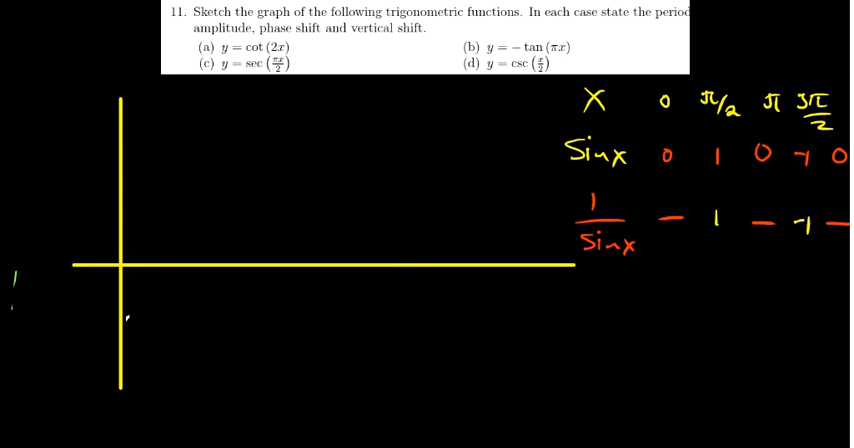 11. Sketch the graph of the following trigonometric functions. In each case state the period
amplitude, phase shift and vertical shift.
(a) y = cot (2x)
(b) y = − tan (πx)
(c) y = sec (πx/2)
(d) y = csc (x/2)
x 0 π/2 π 3π/2
Sinx 0 1 0 -1 0
1/Sinx – 1 – -1 –